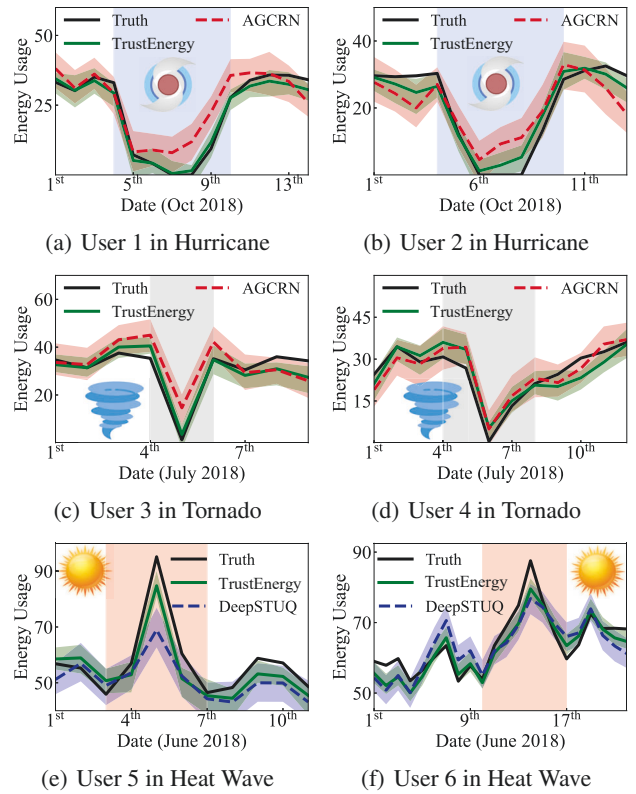 Truth
AGCRN
TrustEnergy
50
25
Energy Usage
1st 5th 9th 13th
Date (Oct 2018)
(a) User 1 in Hurricane
Truth
AGCRN
TrustEnergy
40
20
Energy Usage
1st 6th 11th
Date (Oct 2018)
(b) User 2 in Hurricane
Truth
AGCRN
TrustEnergy
60
40
20
Energy Usage
1st 4th 7th
Date (July 2018)
(c) User 3 in Tornado
Truth
AGCRN
TrustEnergy
45
30
15
Energy Usage
1st 4th 7th 10th
Date (July 2018)
(d) User 4 in Tornado
Truth
TrustEnergy
DeepSTUQ
90
70
50
Energy Usage
1st 4th 7th 10th
Date (June 2018)
(e) User 5 in Heat Wave
Truth
TrustEnergy
DeepSTUQ
90
70
50
Energy Usage
1st 9th 17th
Date (June 2018)
(f) User 6 in Heat Wave